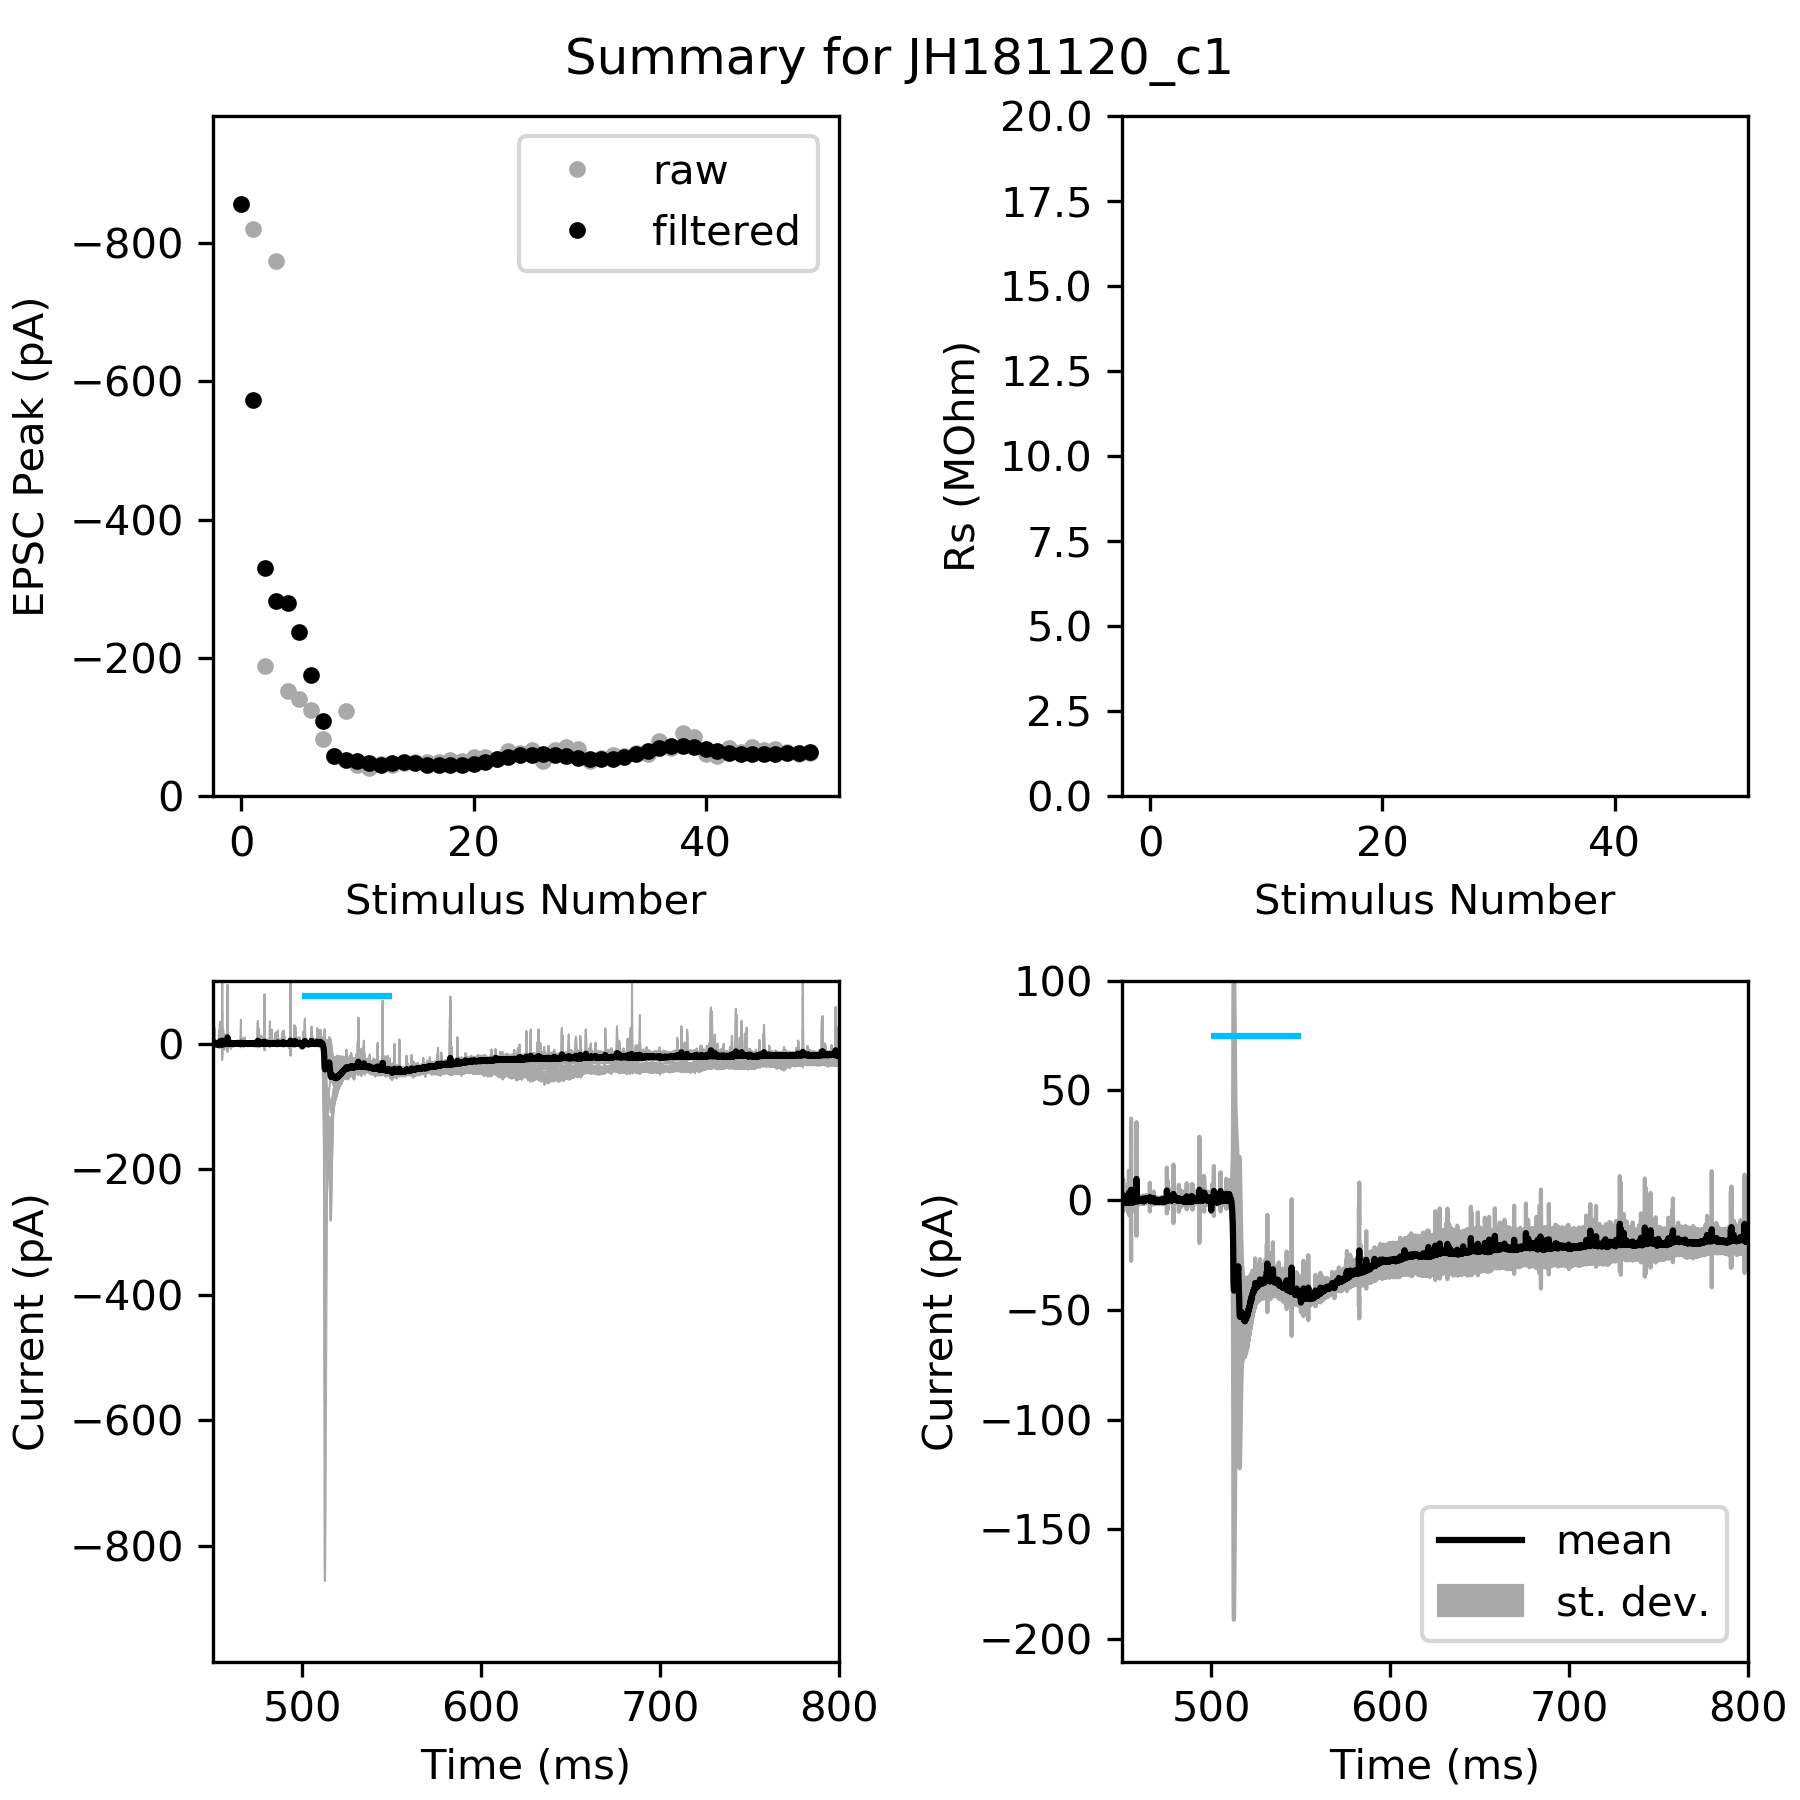 Summary for JH181120_c1
EPSC Peak (pA)
−800
−600
−400
−200
0
raw
filtered
0 20 40
Stimulus Number
Rs (MOhm)
20.0
17.5
15.0
12.5
10.0
7.5
5.0
2.5
0.0
0 20 40
Stimulus Number
Current (pA)
0
−200
−400
−600
−800
500 600 700 800
Time (ms)
Current (pA)
100
50
0
−50
−100
−150
−200
mean
st. dev.
500 600 700 800
Time (ms)